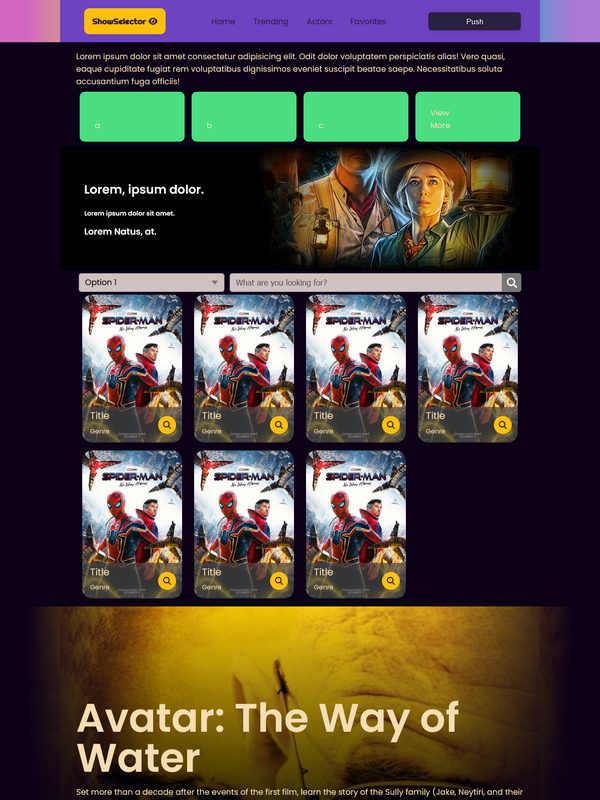 ShowSelector
Home Trending Actors Favorites
Push
Lorem ipsum dolor sit amet consectetur adipisicing elit. Odit dolor voluptatem perspiciatis alias! Vero quasi,
eaque cupiditate fugiat rem voluptatibus dignissimos eveniet suscipit beatae saepe. Necessitatibus soluta
accusantium fuga officiis!
a
b
c
View
More
Lorem, ipsum dolor.
Lorem ipsum dolor sit amet.
Lorem Natus, at.
Option 1
What are you looking for?
SPIDER-MAN
No Way Home
Title
Genre
SPIDER-MAN
No Way Home
Title
Genre
SPIDER-MAN
No Way Home
Title
Genre
SPIDER-MAN
No Way Home
Title
Genre
SPIDER-MAN
No Way Home
Title
Genre
SPIDER-MAN
No Way Home
Title
Genre
SPIDER-MAN
No Way Home
Title
Genre
Avatar: The Way of
Water
Set more than a decade after the events of the first film, learn the story of the Sully family (Jake, Neytiri, and their